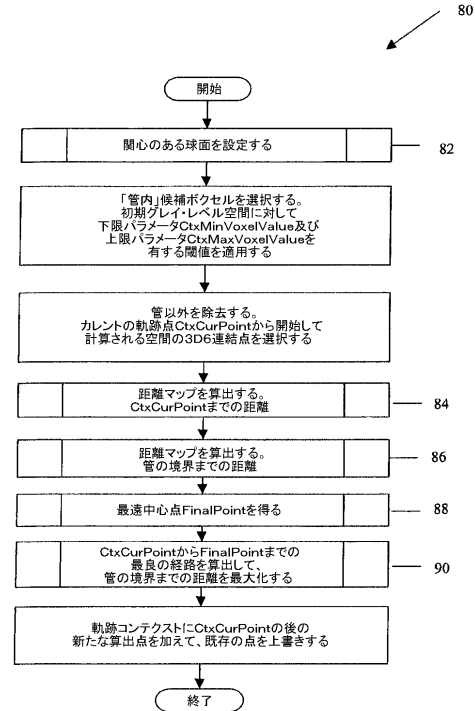 80
開始
関心のある球面を設定する
82
「管内」候補ボクセルを選択する。
初期グレイ・レベル空間に対して
下限パラメータCtxMinVoxelValue及び
上限パラメータCtxMaxVoxelValueを
有する閾値を適用する
管以外を除去する。
カレントの軌跡点CtxCurPointから開始して
計算される空間の3D6連結点を選択する
距離マップを算出する。
CtxCurPointまでの距離
84
距離マップを算出する。
管の境界までの距離
86
最遠中心点FinalPointを得る
88
CtxCurPointからFinalPointまでの
最良の経路を算出して、
管の境界までの距離を最大化する
90
軌跡コンテクストにCtxCurPointの後の
新たな算出点を加えて、既存の点を上書きする
終了